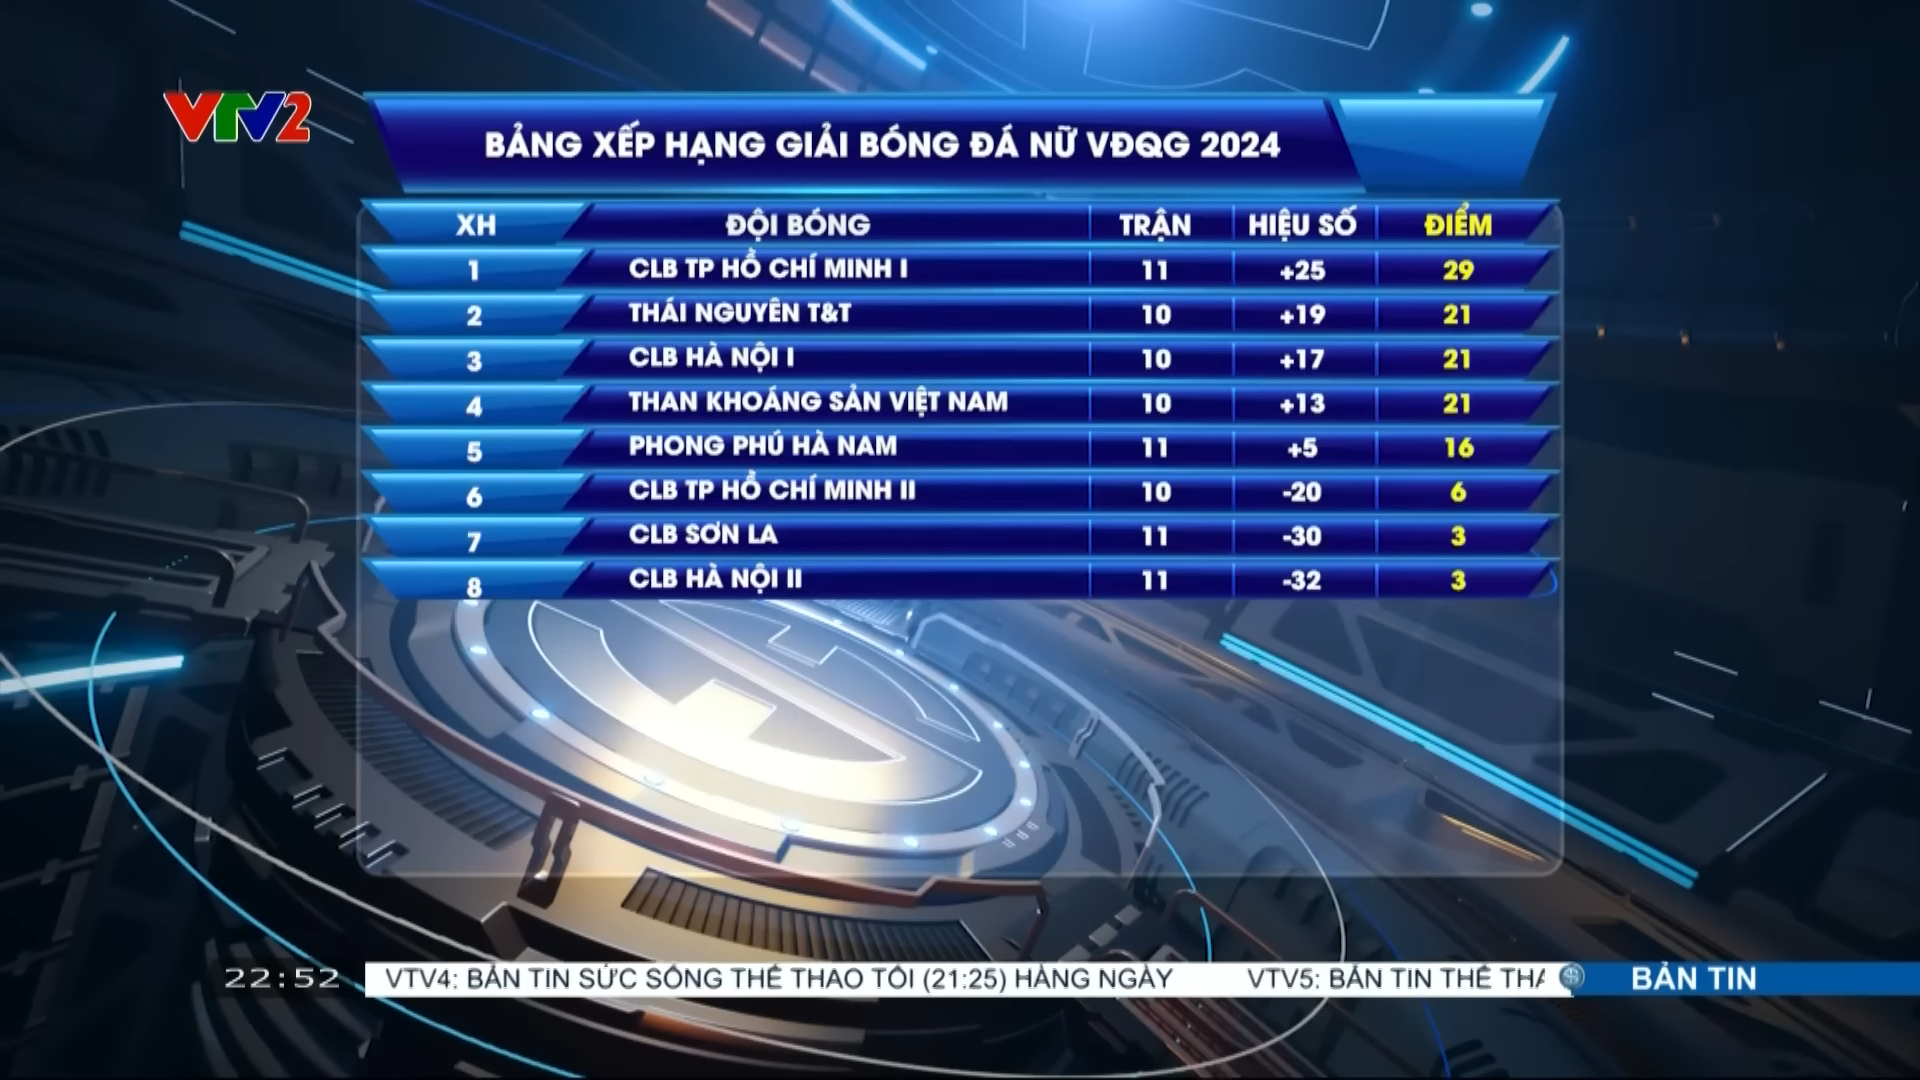 VTV2
BẢNG XẾP HẠNG GIẢI BÓNG ĐÁ NỮ VĐQG 2024
XH ĐỘI BÓNG TRẬN HIỆU SỐ ĐIỂM
1 CLB TP HỒ CHÍ MINH I 11 +25 29
2 THÁI NGUYÊN T&T 10 +19 21
3 CLB HÀ NỘI I 10 +17 21
4 THAN KHOÁNG SẢN VIỆT NAM 10 +13 21
5 PHONG PHÚ HÀ NAM 11 +5 16
6 CLB TP HỒ CHÍ MINH II 10 -20 6
7 CLB SƠN LA 11 -30 3
8 CLB HÀ NỘI II 11 -32 3
22:52 VTV4: BẢN TIN SỨC SỐNG THỂ THAO TỐI (21:25) HÀNG NGÀY VTV5: BẢN TIN THỂ THA BẢN TIN